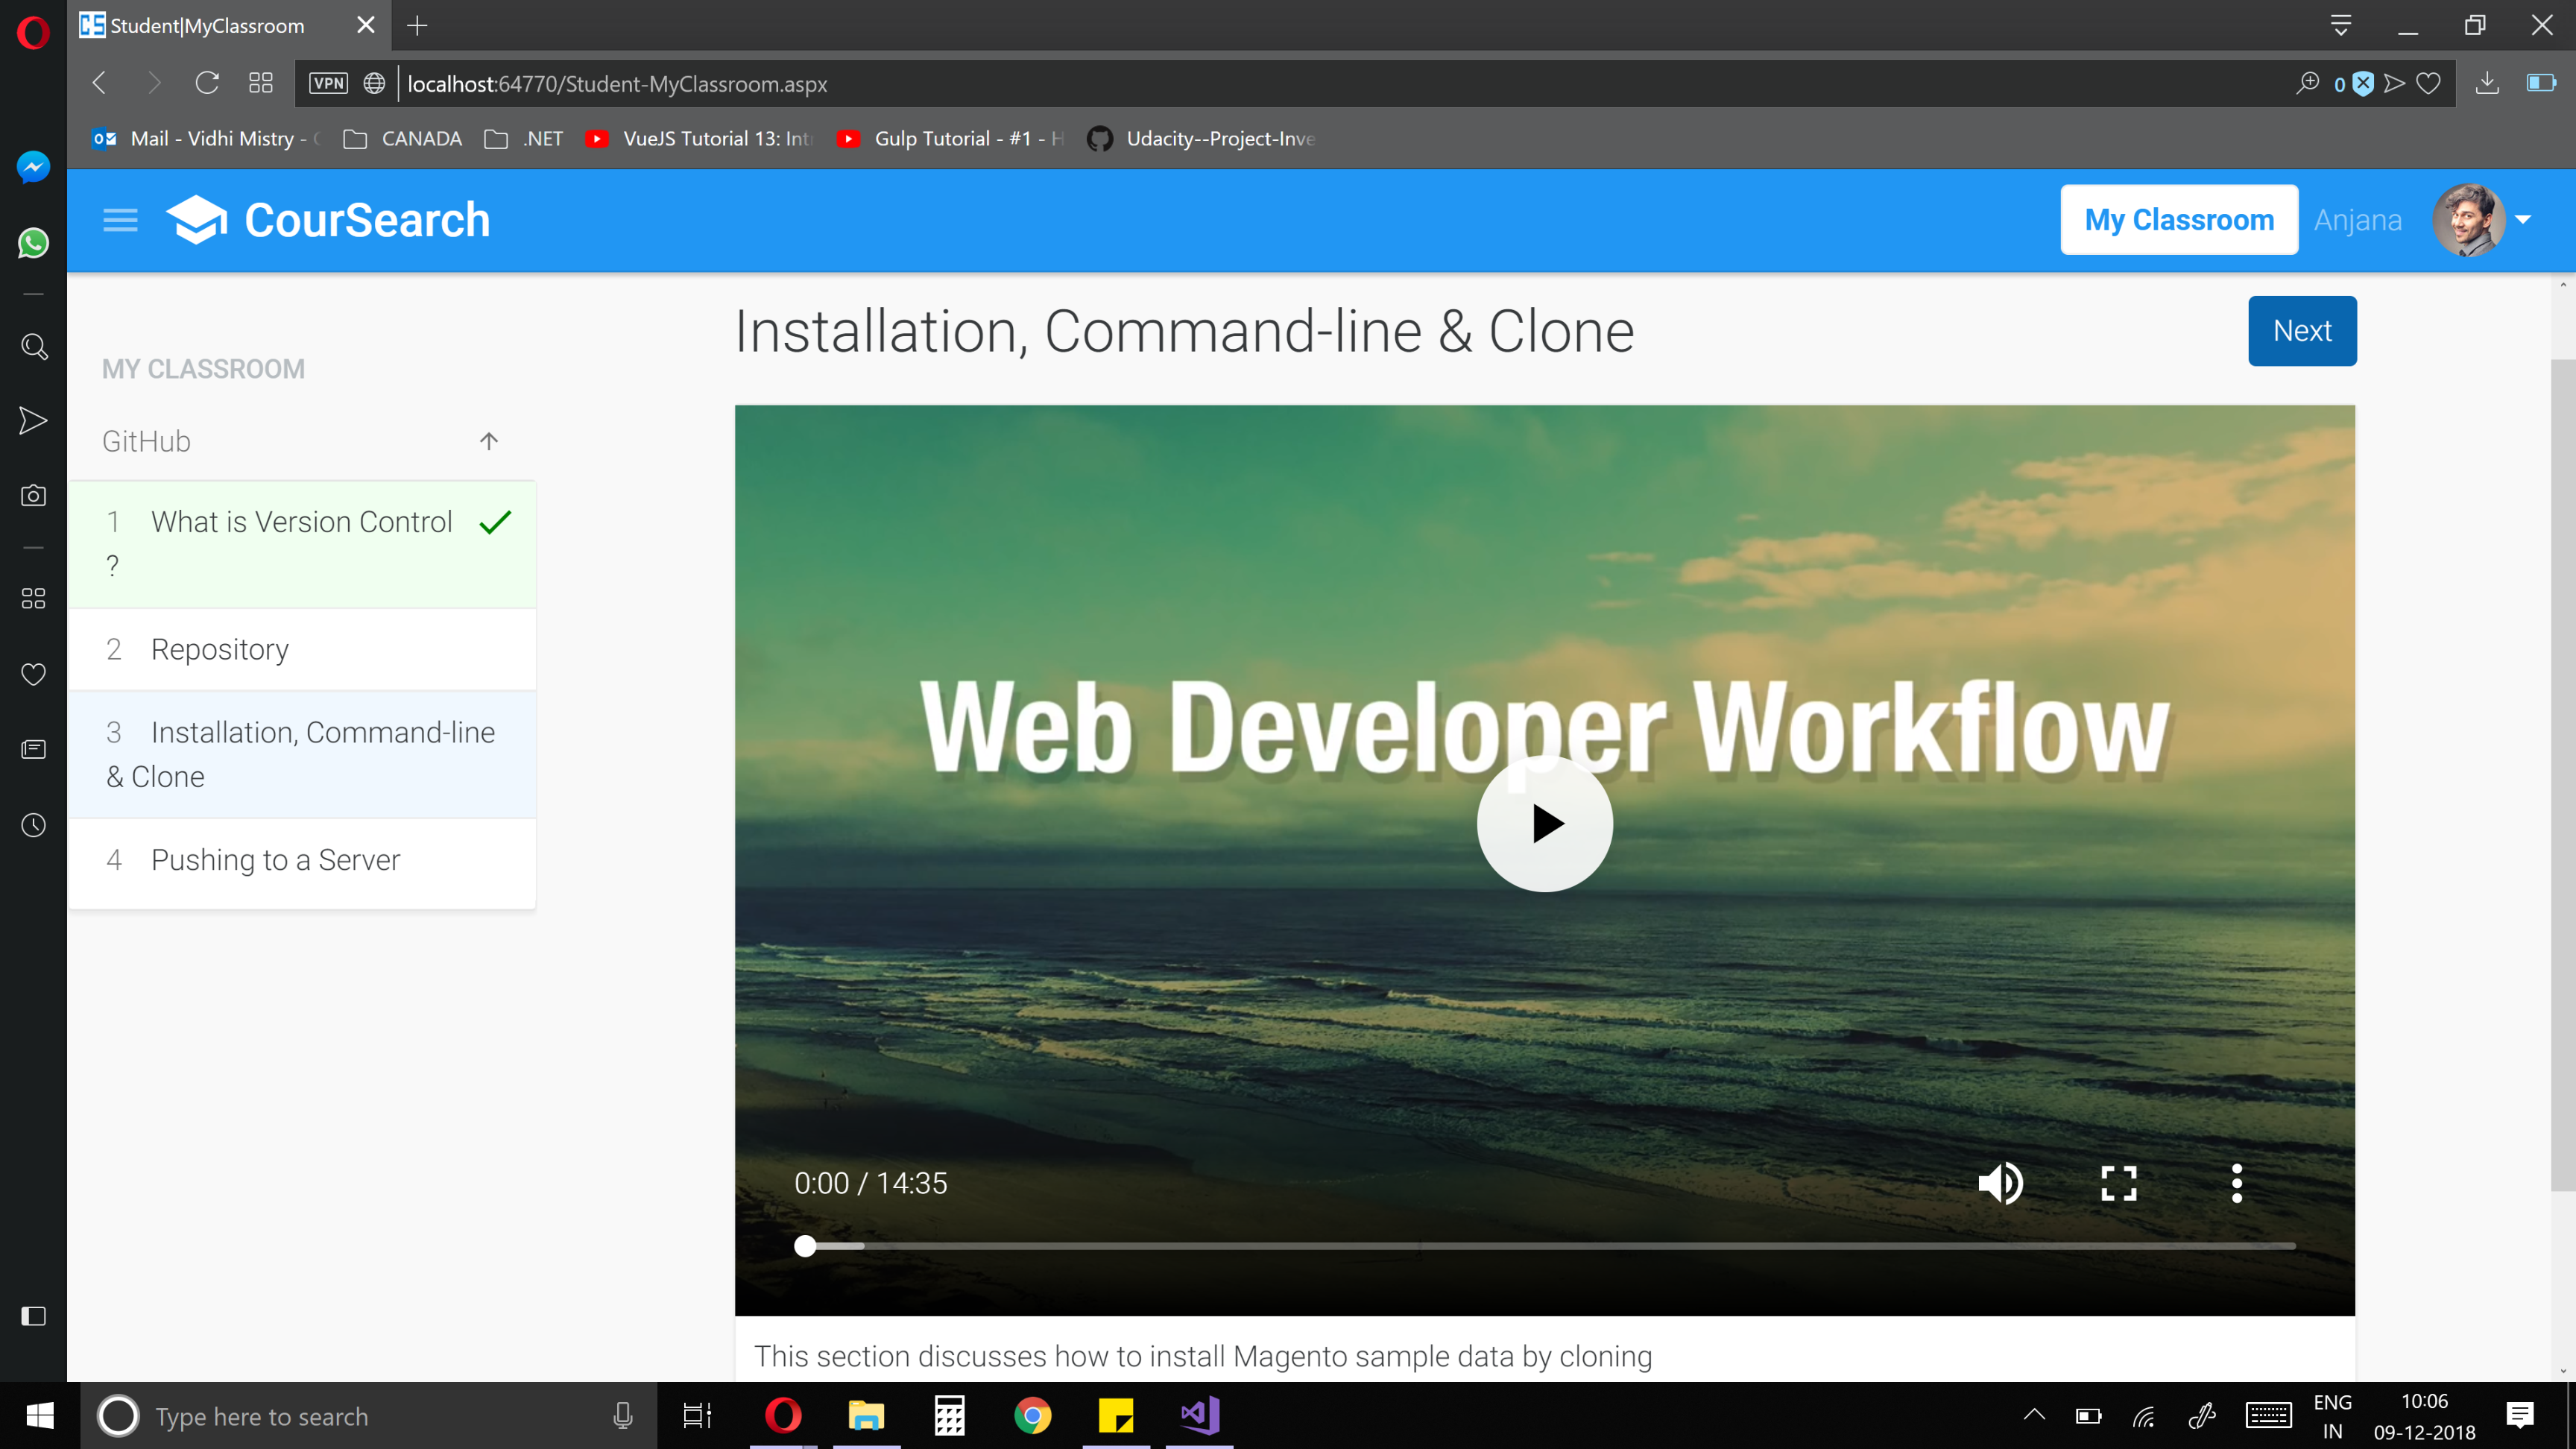 Student|MyClassroom
VPN
localhost:64770/Student-MyClassroom.aspx
0
Mail - Vidhi Mistry -
CANADA
.NET
VueJS Tutorial 13: Int
Gulp Tutorial - #1 - H
Udacity--Project-Inve
CourSearch
My Classroom
Anjana
MY CLASSROOM
GitHub
1 What is Version Control
?
2 Repository
3 Installation, Command-line
& Clone
4 Pushing to a Server
Installation, Command-line & Clone
Next
Web Developer Workflow
0:00 / 14:35
This section discusses how to install Magento sample data by cloning
Type here to search
ENG
IN
10:06
09-12-2018